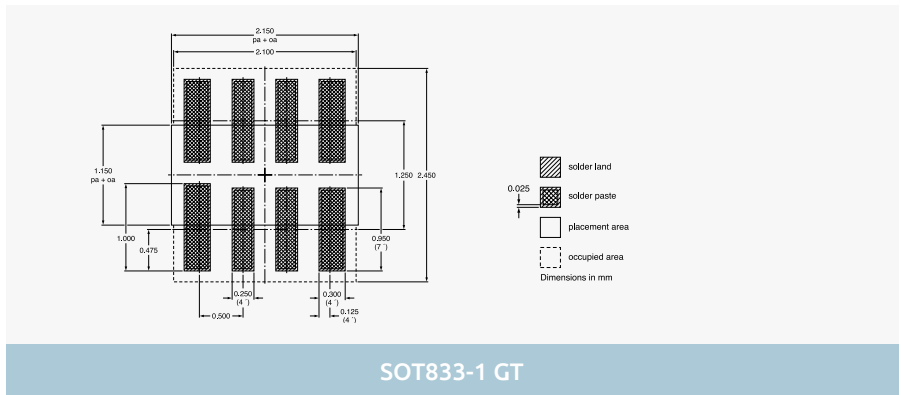 2.150
pa + oa
2.100
1.150
pa + oa
1.250
2.450
1.000
0.475
0.950
(7 ´)
0.250
(4 ´)
0.300
(4 ´)
0.500
0.125
(4 ´)
solder land
0.025
solder paste
placement area
occupied area
Dimensions in mm
SOT833-1 GT